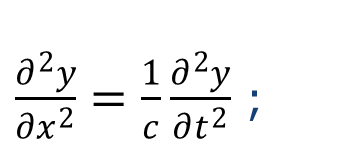 ∂²y/∂x² = 1/c ∂²y/∂t² ;